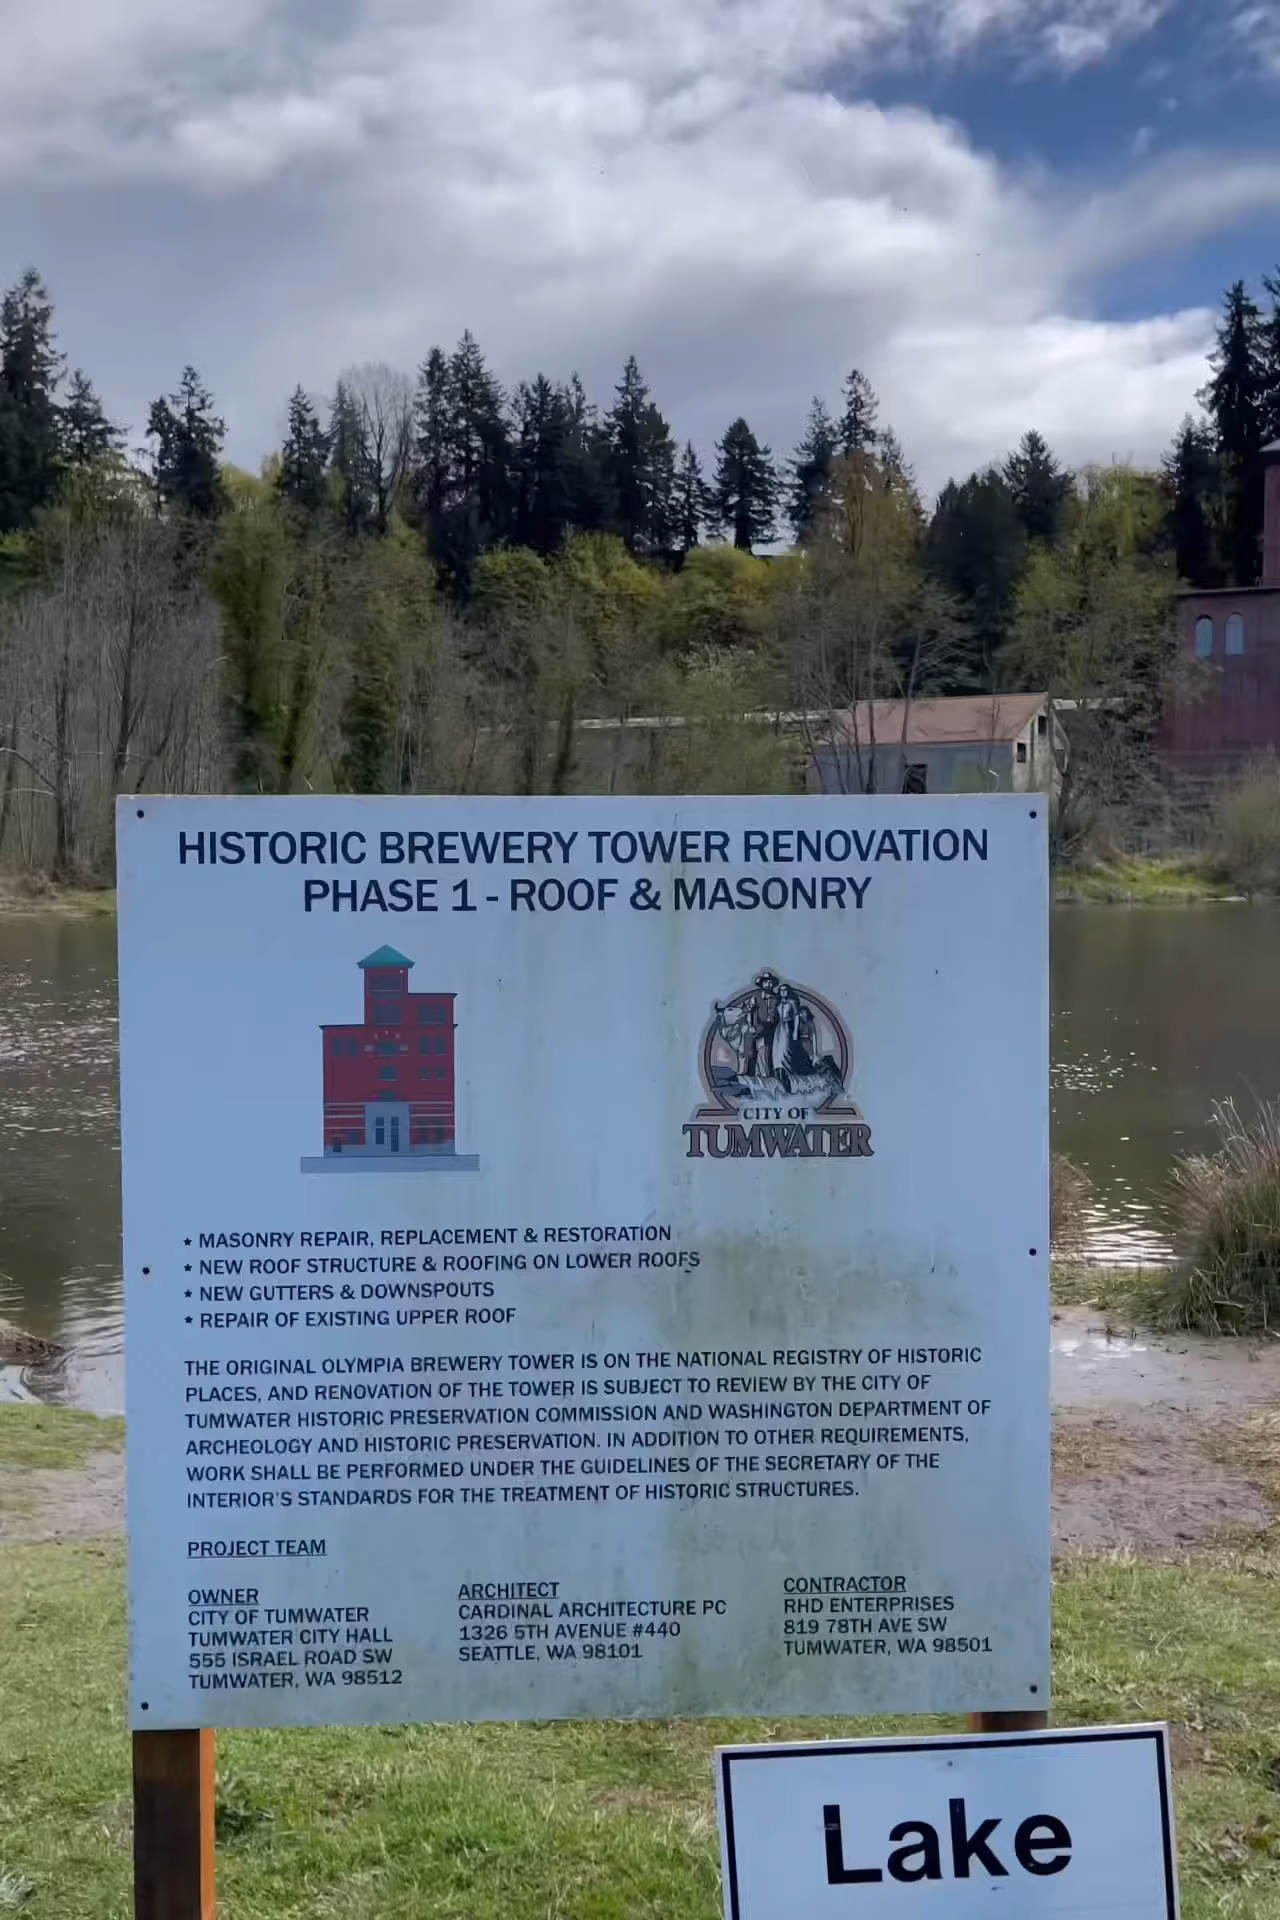 HISTORIC BREWERY TOWER RENOVATION
PHASE 1 - ROOF & MASONRY
CITY OF
TUMWATER
* MASONRY REPAIR, REPLACEMENT & RESTORATION
* NEW ROOF STRUCTURE & ROOFING ON LOWER ROOFS
* NEW GUTTERS & DOWNSPOUTS
* REPAIR OF EXISTING UPPER ROOF
THE ORIGINAL OLYMPIA BREWERY TOWER IS ON THE NATIONAL REGISTRY OF HISTORIC
PLACES, AND RENOVATION OF THE TOWER IS SUBJECT TO REVIEW BY THE CITY OF
TUMWATER HISTORIC PRESERVATION COMMISSION AND WASHINGTON DEPARTMENT OF
ARCHEOLOGY AND HISTORIC PRESERVATION. IN ADDITION TO OTHER REQUIREMENTS,
WORK SHALL BE PERFORMED UNDER THE GUIDELINES OF THE SECRETARY OF THE
INTERIOR'S STANDARDS FOR THE TREATMENT OF HISTORIC STRUCTURES.
PROJECT TEAM
OWNER
CITY OF TUMWATER
TUMWATER CITY HALL
555 ISRAEL ROAD SW
TUMWATER, WA 98512
ARCHITECT
CARDINAL ARCHITECTURE PC
1326 5TH AVENUE #440
SEATTLE, WA 98101
CONTRACTOR
RHD ENTERPRISES
819 78TH AVE SW
TUMWATER, WA 98501
Lake